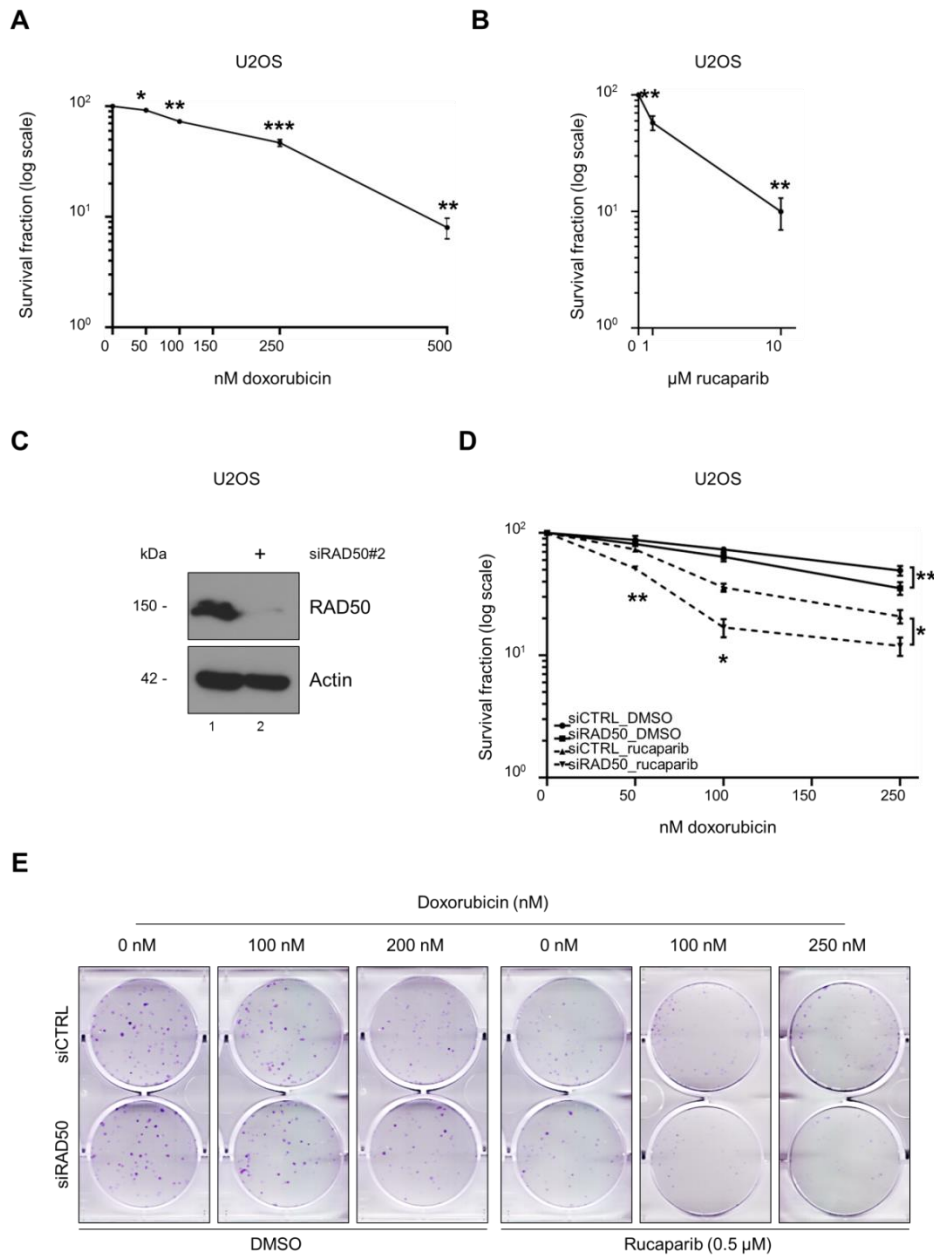 A
U2OS
Survival fraction (log scale)
10²
10¹
10⁰
*
**
***
**
0 50 100 150 250 500
nM doxorubicin
B
U2OS
Survival fraction (log scale)
10²
10¹
10⁰
**
**
0 1 10
µM rucaparib
C
U2OS
kDa + siRAD50#2
150 - RAD50
42 - Actin
1 2
D
U2OS
Survival fraction (log scale)
10²
10¹
10⁰
**
*
**
*
siCTRL_DMSO
siRAD50_DMSO
siCTRL_rucaparib
siRAD50_rucaparib
0 50 100 150 250
nM doxorubicin
E
Doxorubicin (nM)
0 nM 100 nM 200 nM 0 nM 100 nM 250 nM
siCTRL
siRAD50
DMSO Rucaparib (0.5 µM)